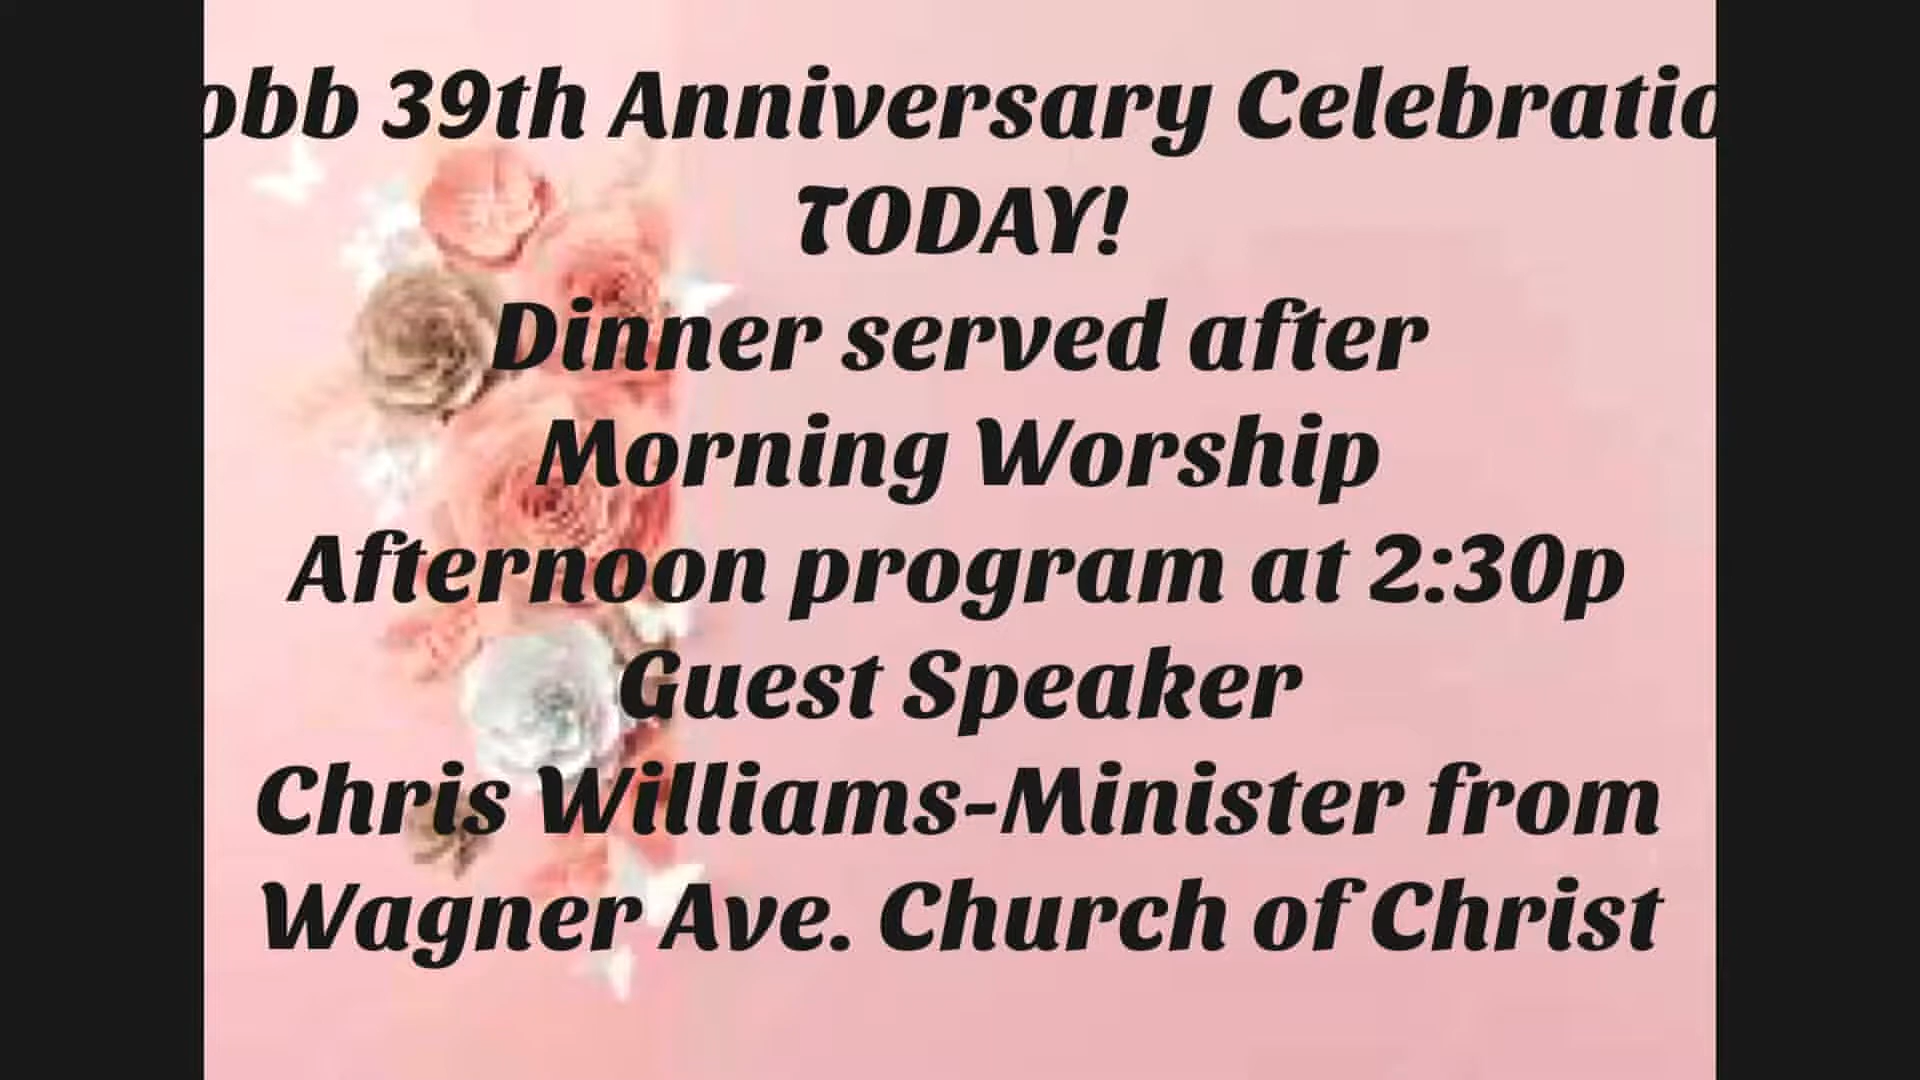 obb 39th Anniversary Celebratio
TODAY!
Dinner served after
Morning Worship
Afternoon program at 2:30p
Guest Speaker
Chris Williams-Minister from
Wagner Ave. Church of Christ